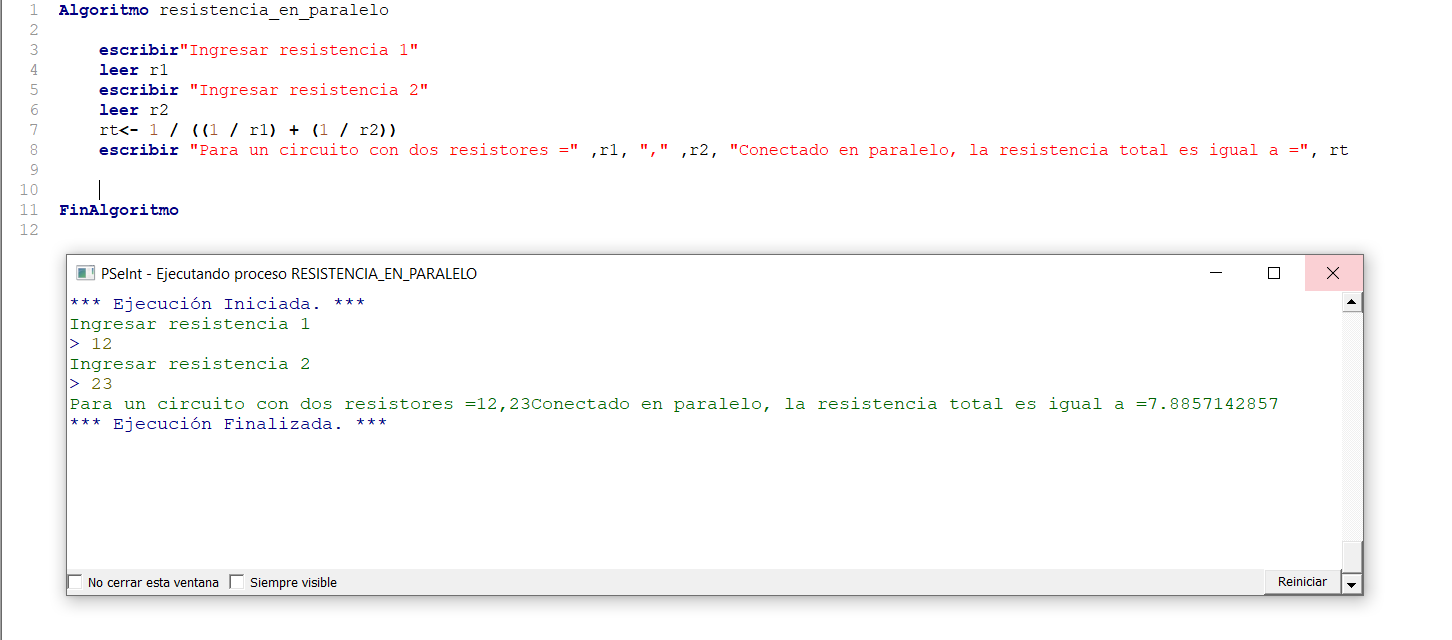 1 Algoritmo resistencia_en_paralelo
2
3 escribir"Ingresar resistencia 1"
4 leer r1
5 escribir "Ingresar resistencia 2"
6 leer r2
7 rt<- 1 / ((1 / r1) + (1 / r2))
8 escribir "Para un circuito con dos resistores =" ,r1, "," ,r2, "Conectado en paralelo, la resistencia total es igual a =", rt
9
10
11 FinAlgoritmo
12
PSeInt - Ejecutando proceso RESISTENCIA_EN_PARALELO
*** Ejecución Iniciada. ***
Ingresar resistencia 1
> 12
Ingresar resistencia 2
> 23
Para un circuito con dos resistores =12,23Conectado en paralelo, la resistencia total es igual a =7.8857142857
*** Ejecución Finalizada. ***
No cerrar esta ventana Siempre visible Reiniciar